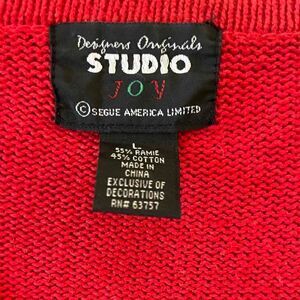 Designers Originals
STUDIO
JOY
©SEGUE AMERICA LIMITED
L
55% RAMIE
45% COTTON
MADE IN
CHINA
EXCLUSIVE OF
DECORATIONS
RN# 63757